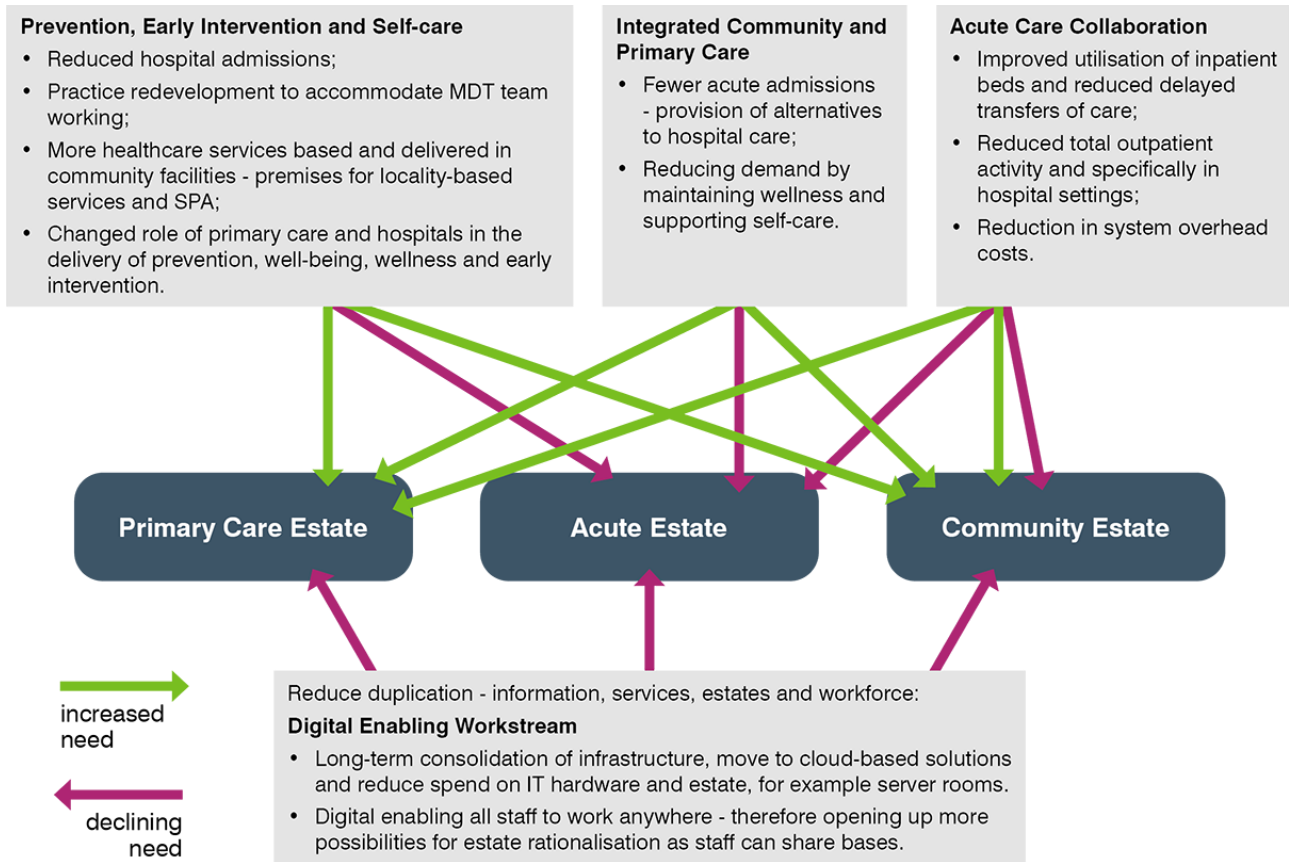 Prevention, Early Intervention and Self-care
• Reduced hospital admissions;
• Practice redevelopment to accommodate MDT team
working;
• More healthcare services based and delivered in
community facilities - premises for locality-based
services and SPA;
• Changed role of primary care and hospitals in the
delivery of prevention, well-being, wellness and early
intervention.
Integrated Community and
Primary Care
• Fewer acute admissions
- provision of alternatives
to hospital care;
• Reducing demand by
maintaining wellness and
supporting self-care.
Acute Care Collaboration
• Improved utilisation of inpatient
beds and reduced delayed
transfers of care;
• Reduced total outpatient
activity and specifically in
hospital settings;
• Reduction in system overhead
costs.
Primary Care Estate
Acute Estate
Community Estate
increased
need
declining
need
Reduce duplication - information, services, estates and workforce:
Digital Enabling Workstream
• Long-term consolidation of infrastructure, move to cloud-based solutions
and reduce spend on IT hardware and estate, for example server rooms.
• Digital enabling all staff to work anywhere - therefore opening up more
possibilities for estate rationalisation as staff can share bases.